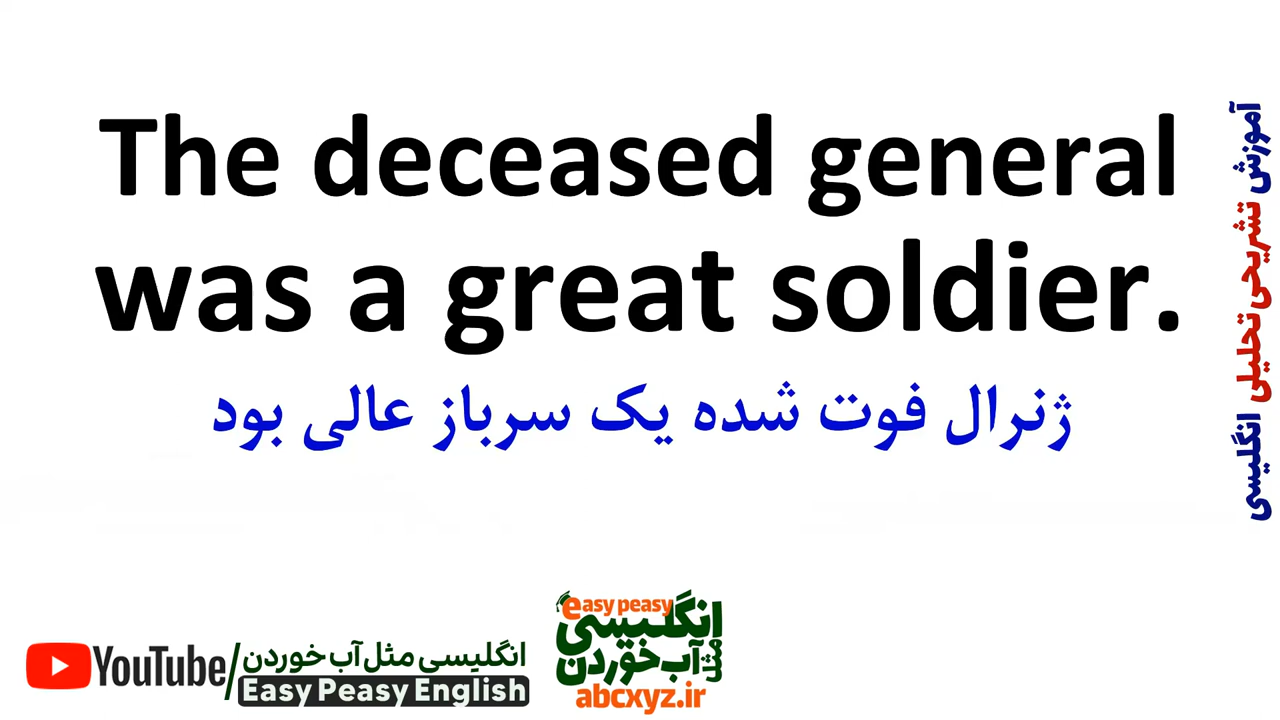 The deceased general
was a great soldier.
ژنرال فوت شده یک سرباز عالی بود
آموزش تشریحی تحلیلی انگلیسی
YouTube/انگلیسی مثل آب خوردن
Easy Peasy English
easy peasy
انگلیسی
مثل
آب خوردن
abcxyz.ir